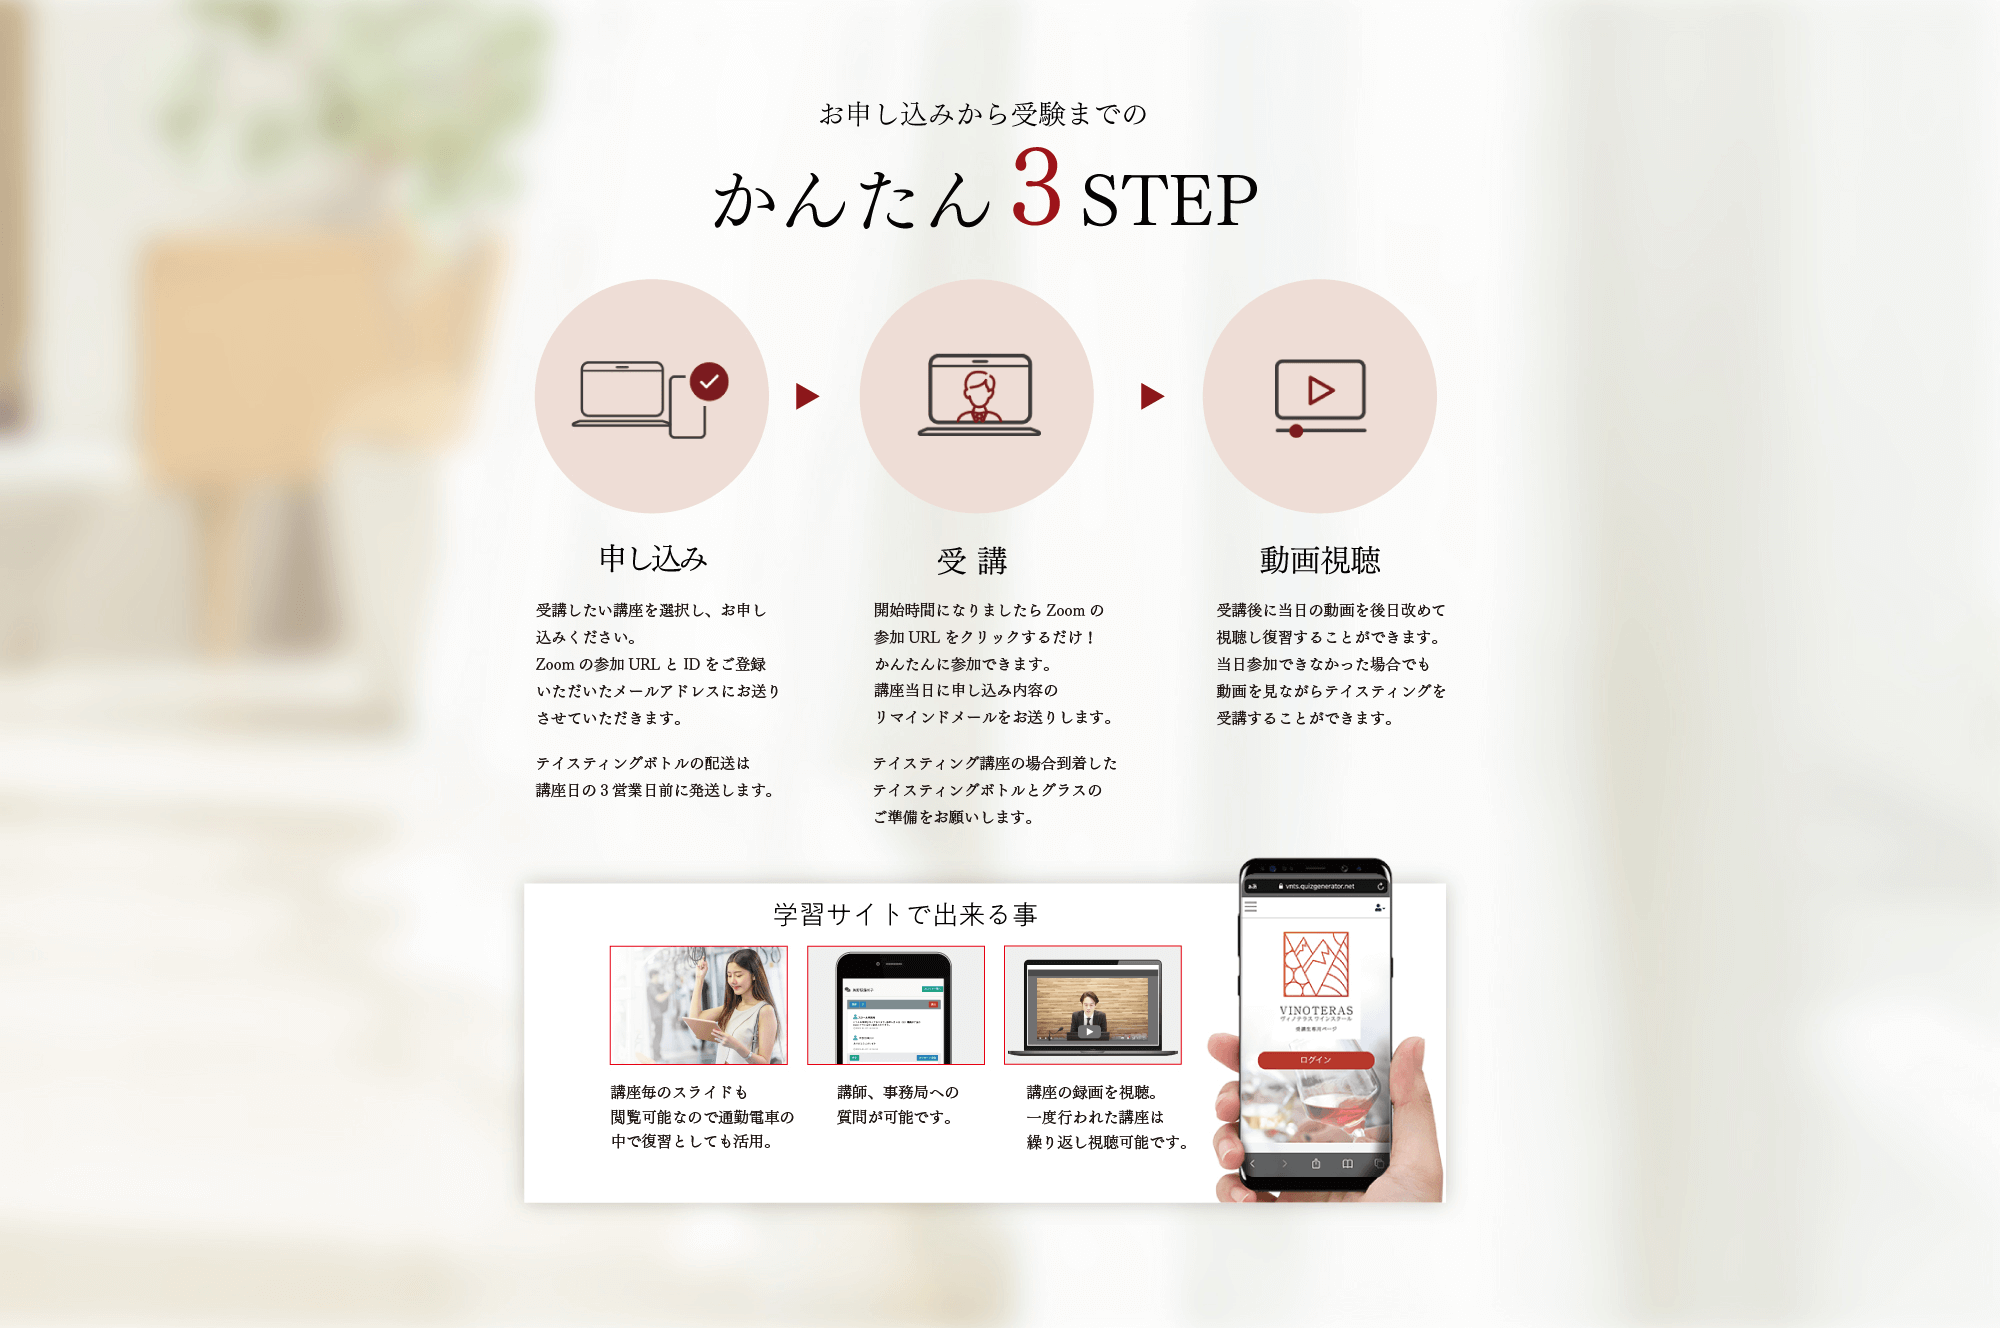 お申し込みから受験までの
かんたん3 STEP
申し込み
受講したい講座を選択し、お申し
込みください。
Zoom の参加 URL と ID をご登録
いただいたメールアドレスにお送り
させていただきます。
テイスティングボトルの配送は
講座日の3営業日前に発送します。
受 講
開始時間になりましたら Zoom の
参加 URL をクリックするだけ!
かんたんに参加できます。
講座当日に申し込み内容の
リマインドメールをお送りします。
テイスティング講座の場合到着した
テイスティングボトルとグラスの
ご準備をお願いします。
動画視聴
受講後に当日の動画を後日改めて
視聴し復習することができます。
当日参加できなかった場合でも
動画を見ながらテイスティングを
受講することができます。
学習サイトで出来る事
講座毎のスライドも
閲覧可能なので通勤電車の
中で復習としても活用。
講師、事務局への
質問が可能です。
講座の録画を視聴。
一度行われた講座は
繰り返し視聴可能です。
vnts.quizgenerator.net
VINOTERAS
ヴィノテラス ワインスクール
受講生専用ページ
ログイン